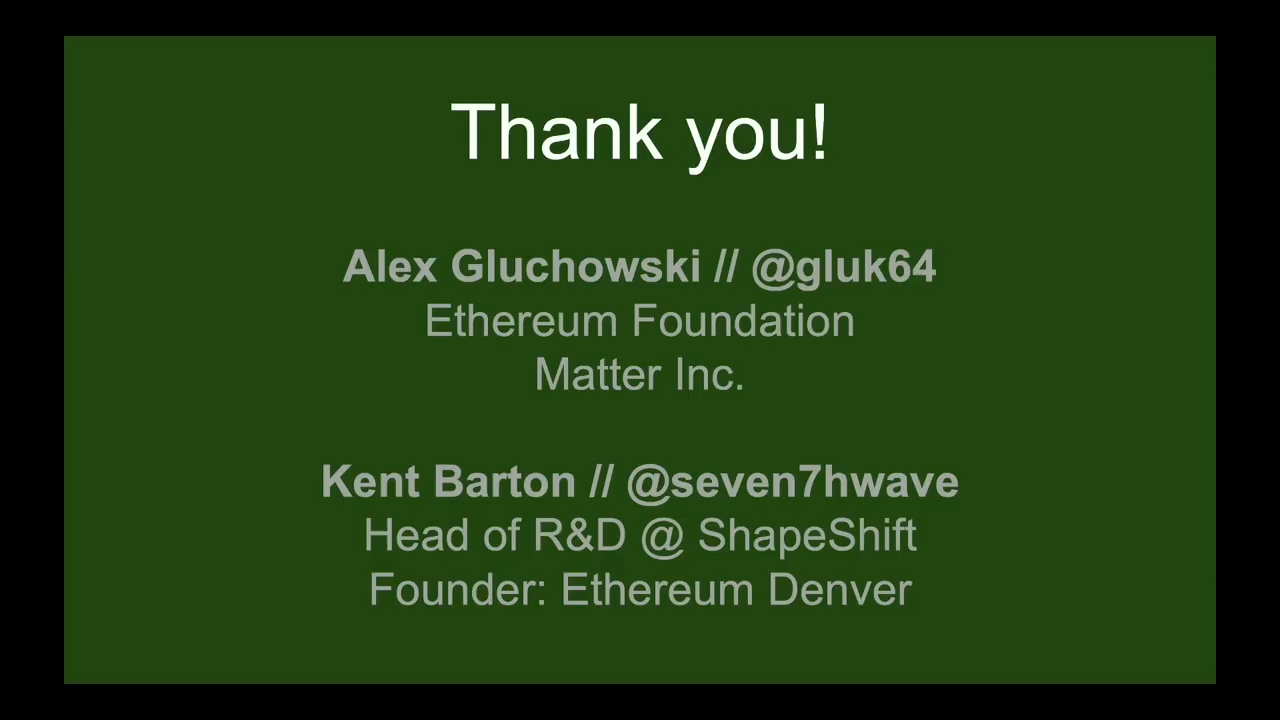 Thank you!
Alex Gluchowski // @gluk64
Ethereum Foundation
Matter Inc.
Kent Barton // @seven7hwave
Head of R&D @ ShapeShift
Founder: Ethereum Denver